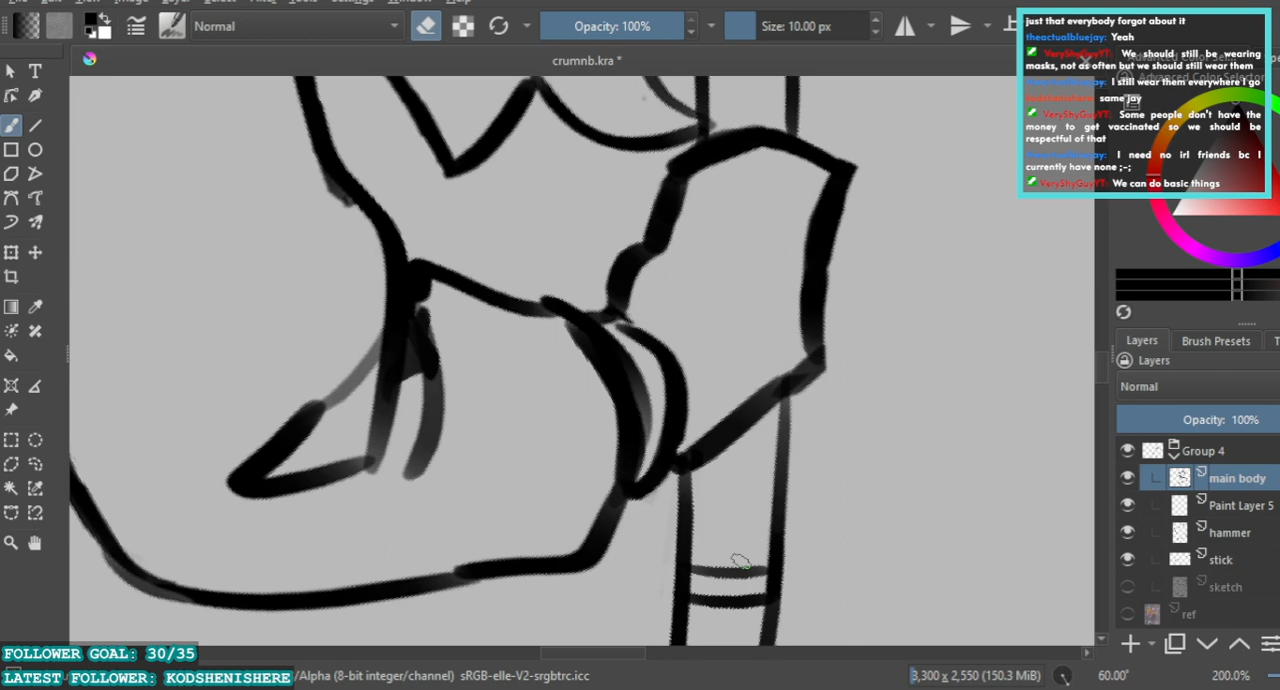 Normal
Opacity: 100%
Size: 10.00 px
crumnb.kra *
just that everybody forgot about it
theactualbluejay: Yeah
VeryShyGuyYT: We should still be wearing
masks, not as often but we should still wear them
theactualbluejay: I still wear them everywhere I go
kodshenishere: same jay
VeryShyGuyYT: Some people don't have the
money to get vaccinated so we should be
respectful of that
theactualbluejay: I need no irl friends bc I
currently have none ;-;
VeryShyGuyYT: We can do basic things
Advanced Color Selector
Layers
Brush Presets
T
Layers
Normal
Opacity: 100%
Group 4
main body
Paint Layer 5
hammer
stick
sketch
ref
FOLLOWER GOAL: 30/35
LATEST FOLLOWER: KODSHENISHERE
/Alpha (8-bit integer/channel) sRGB-elle-V2-srgbtrc.icc
3,300 x 2,550 (150.3 MiB)
60.00°
200.0%